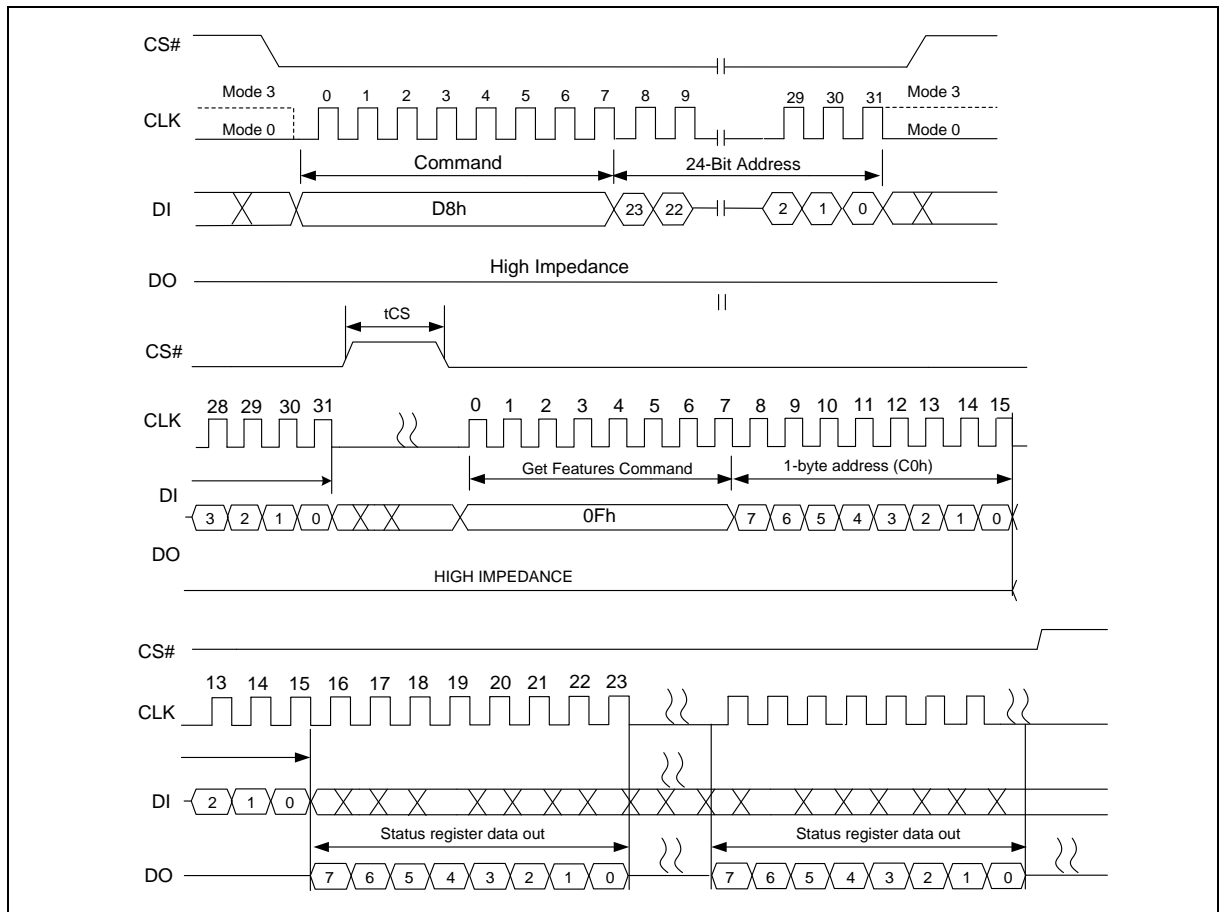 CS#
Mode 3 0 1 2 3 4 5 6 7 8 9 29 30 31 Mode 3
CLK
Mode 0 Mode 0
Command 24-Bit Address
DI D8h 23 22 2 1 0
High Impedance
DO
tCS
CS#
28 29 30 31 0 1 2 3 4 5 6 7 8 9 10 11 12 13 14 15
CLK
Get Features Command 1-byte address (C0h)
DI
3 2 1 0 0Fh 7 6 5 4 3 2 1 0
DO
HIGH IMPEDANCE
CS#
13 14 15 16 17 18 19 20 21 22 23
CLK
DI 2 1 0
Status register data out Status register data out
DO 7 6 5 4 3 2 1 0 7 6 5 4 3 2 1 0